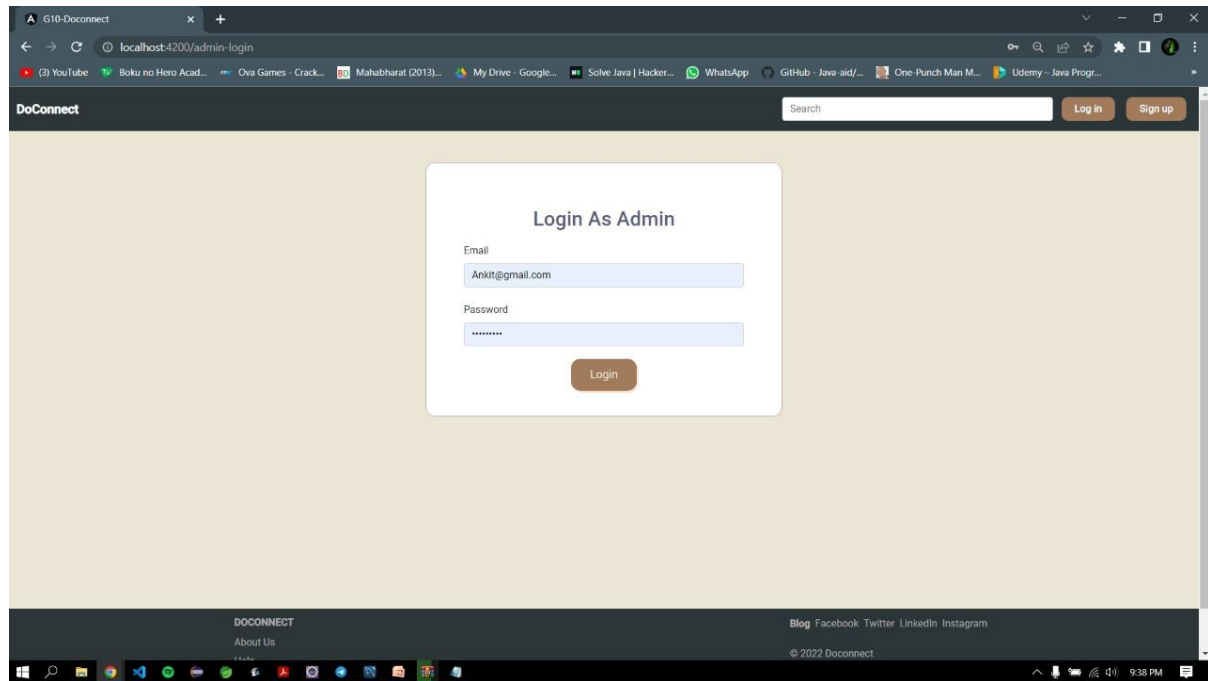 G10-Doconnect
localhost:4200/admin-login
(3) YouTube Boku no Hero Acad... Ova Games - Crack... Mahabharat (2013)... My Drive - Google... Solve Java | Hacker... WhatsApp GitHub - Java-aid/... One-Punch Man M... Udemy – Java Progr... »
DoConnect Search Log in Sign up
Login As Admin
Email
Ankit@gmail.com
Password
•••••••••
Login
DOCONNECT Blog Facebook Twitter LinkedIn Instagram
About Us
© 2022 Doconnect
9:38 PM